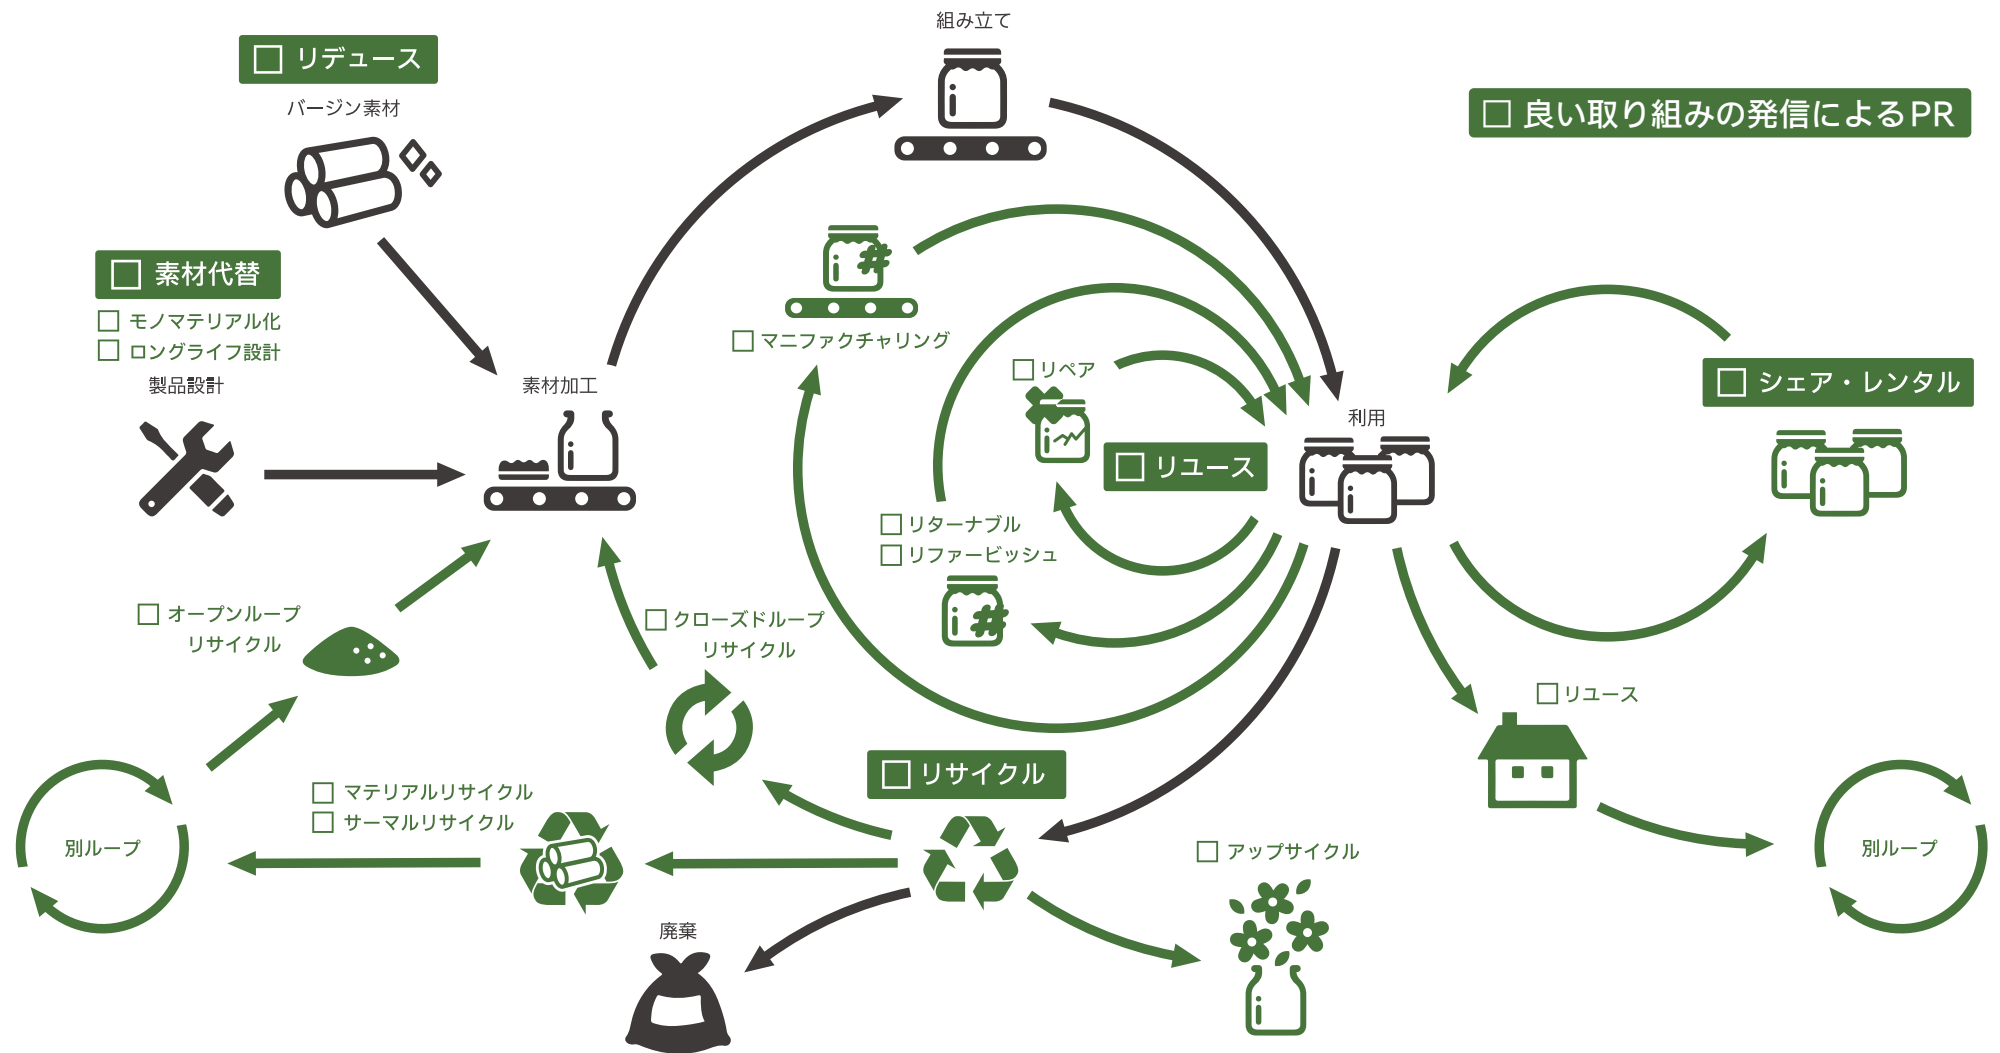 組み立て
□ リデュース
バージン素材
□ 良い取り組みの発信によるPR
□ 素材代替
□ モノマテリアル化
□ ロングライフ設計
製品設計
素材加工
□ マニファクチャリング
□ リペア
利用
□ シェア・レンタル
□ リユース
□ リターナブル
□ リファービッシュ
□ オープンループ
リサイクル
□ クローズドループ
リサイクル
□ リユース
□ リサイクル
□ マテリアルリサイクル
□ サーマルリサイクル
別ループ
□ アップサイクル
別ループ
廃棄